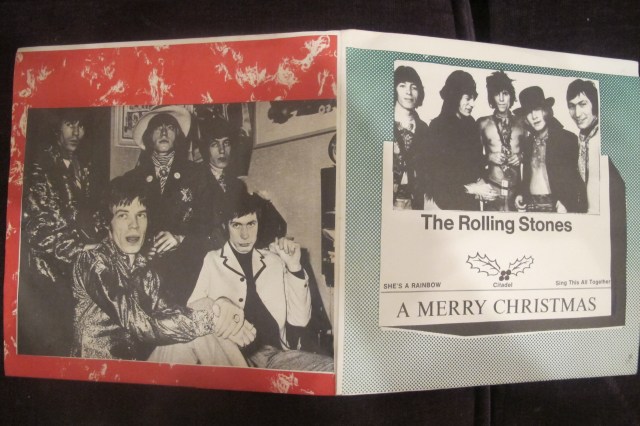 The Rolling Stones
SHE'S A RAINBOW Citadel Sing This All Together
A MERRY CHRISTMAS